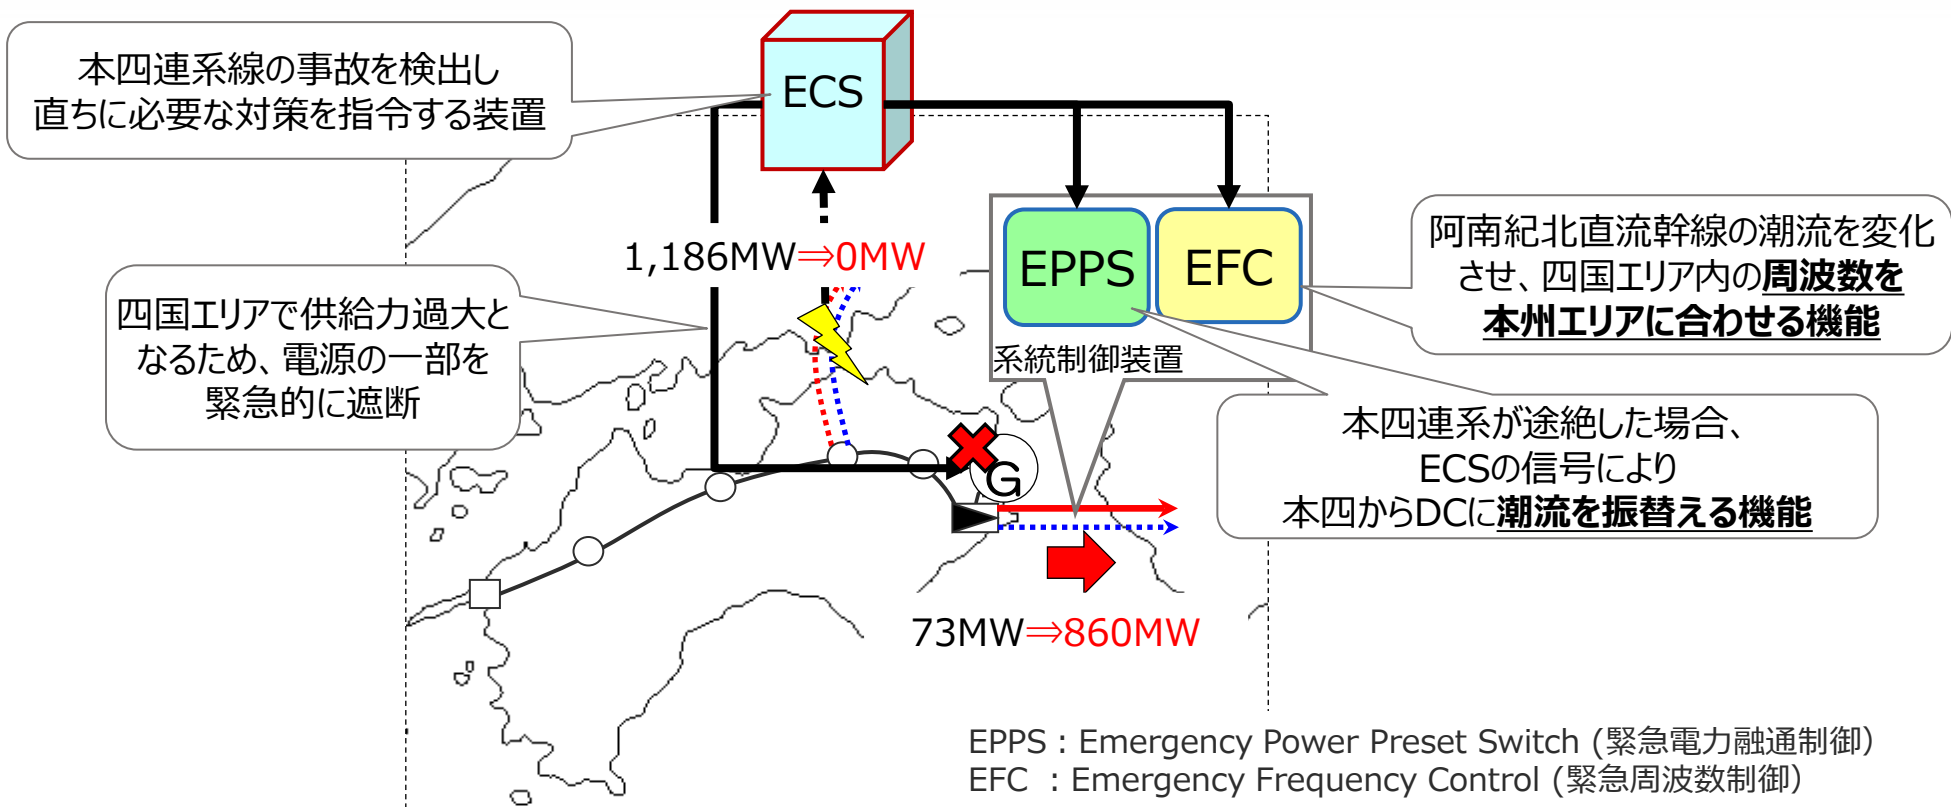 本四連系線の事故を検出し
直ちに必要な対策を指令する装置
ECS
1,186MW⇒0MW
四国エリアで供給力過大と
なるため、電源の一部を
緊急的に遮断
EPPS
EFC
系統制御装置
阿南紀北直流幹線の潮流を変化
させ、四国エリア内の周波数を
本州エリアに合わせる機能
本四連系が途絶した場合、
ECSの信号により
本四からDCに潮流を振替える機能
G
73MW⇒860MW
EPPS : Emergency Power Preset Switch (緊急電力融通制御)
EFC : Emergency Frequency Control (緊急周波数制御)